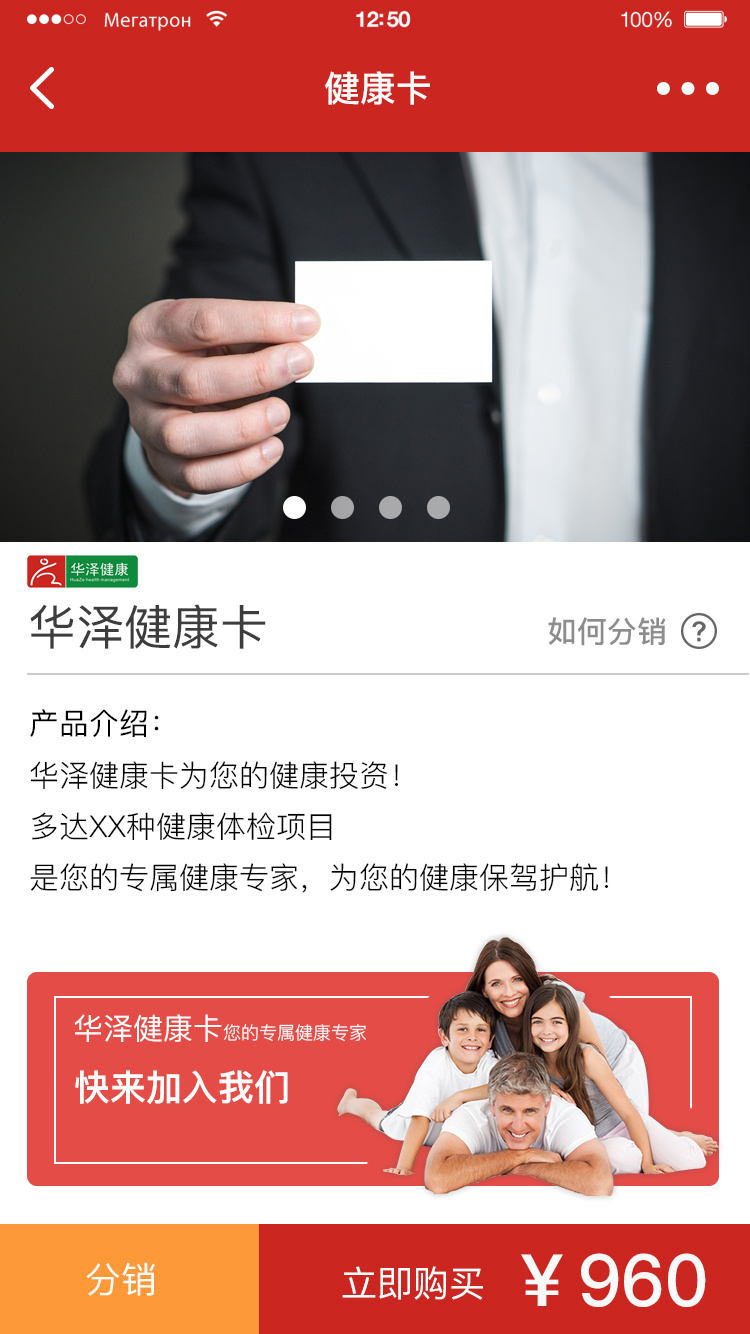 Мегатрон
12:50
100%
健康卡
华泽健康
HuaZe health management
华泽健康卡
如何分销 ?
产品介绍：
华泽健康卡为您的健康投资！
多达XX种健康体检项目
是您的专属健康专家，为您的健康保驾护航！
华泽健康卡您的专属健康专家
快来加入我们
分销
立即购买 ¥960